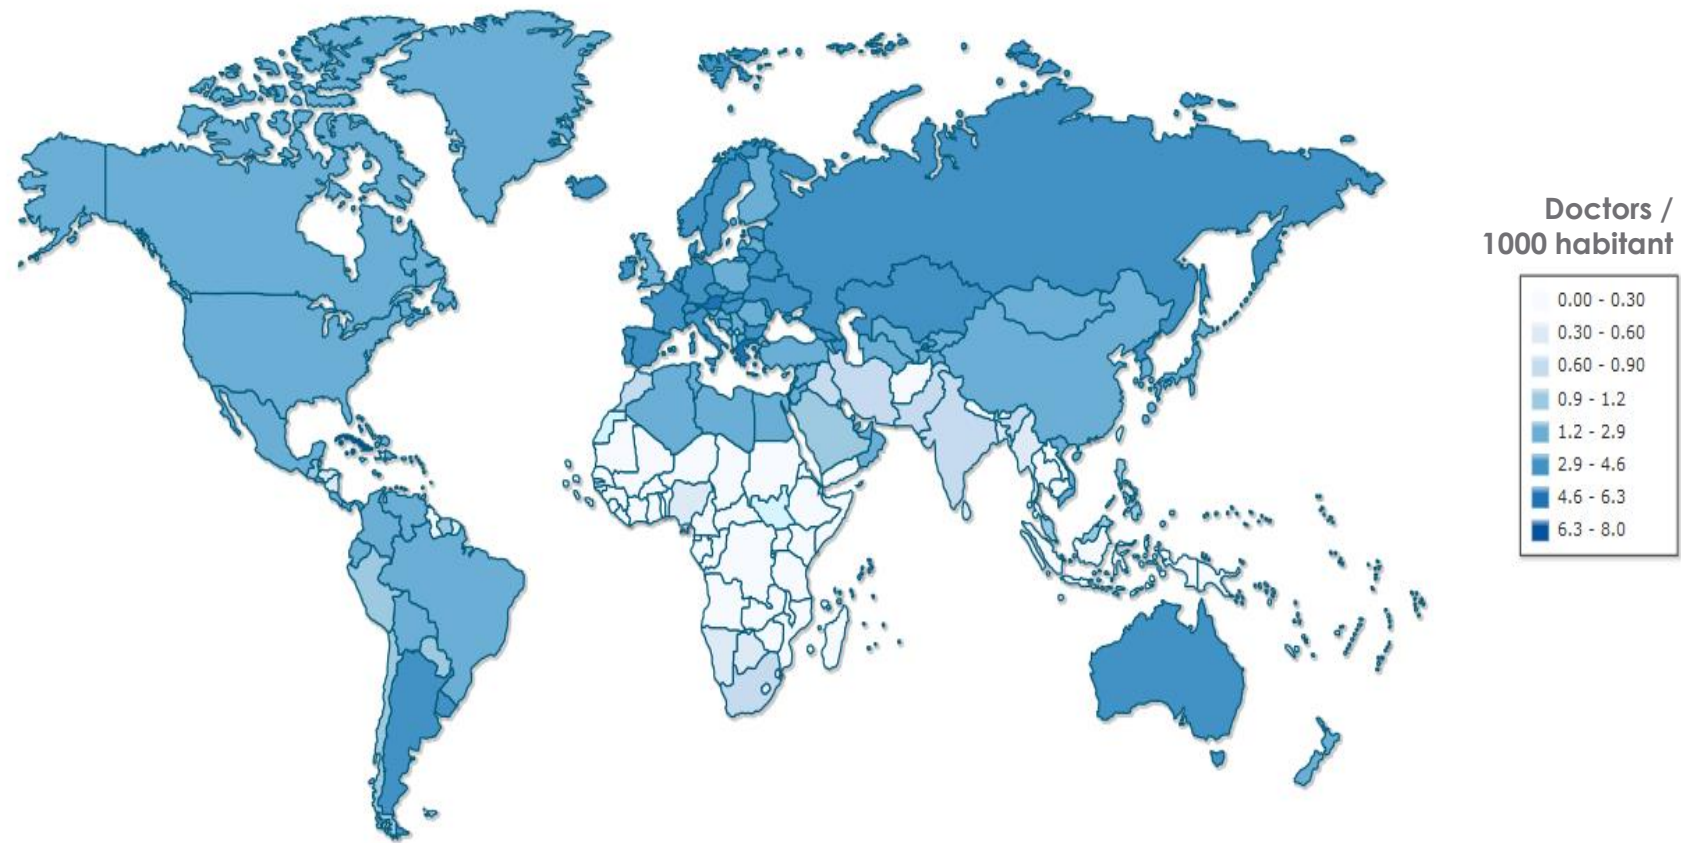 Doctors /
1000 habitant
0.00 - 0.30
0.30 - 0.60
0.60 - 0.90
0.9 - 1.2
1.2 - 2.9
2.9 - 4.6
4.6 - 6.3
6.3 - 8.0